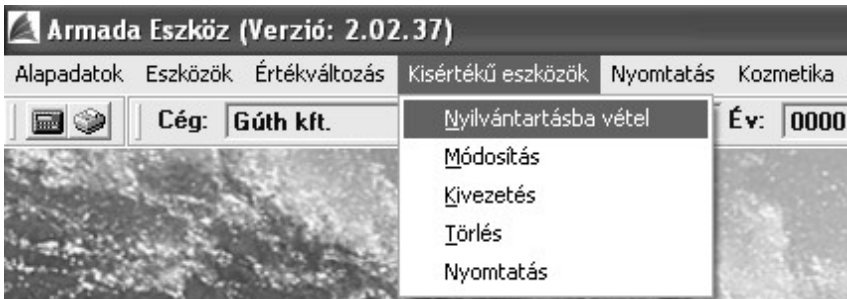 Armada Eszköz (Verzió: 2.02.37)
Alapadatok Eszközök Értékváltozás Kisértékű eszközök Nyomtatás Kozmetika
Cég: Gúth kft. Év: 0000
Nyilvántartásba vétel
Módosítás
Kivezetés
Törlés
Nyomtatás